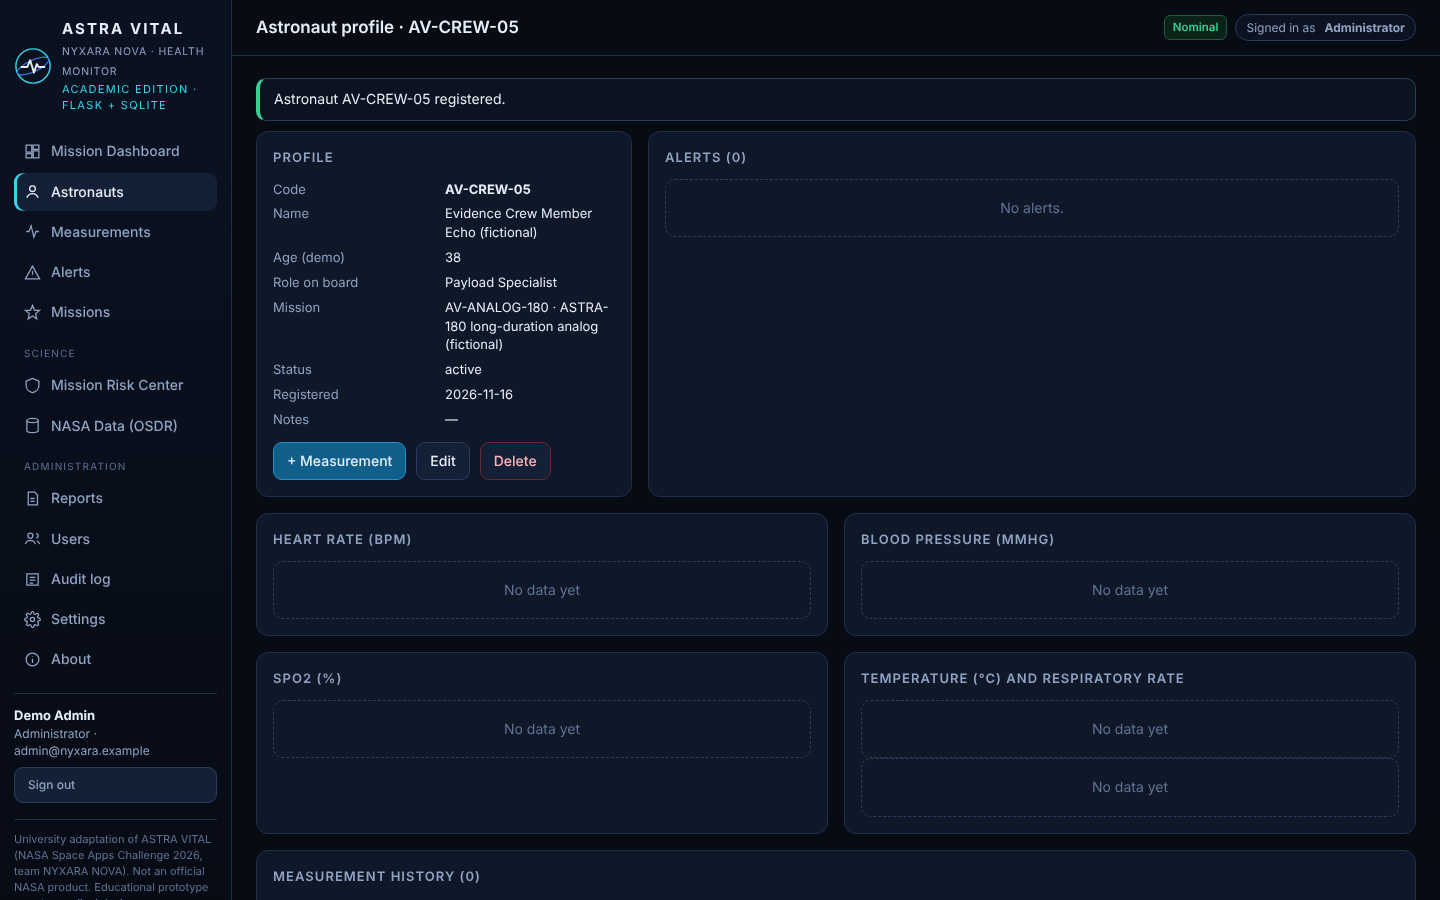 ASTRA VITAL
NYXARA NOVA · HEALTH
MONITOR
ACADEMIC EDITION ·
FLASK + SQLITE
Mission Dashboard
Astronauts
Measurements
Alerts
Missions
SCIENCE
Mission Risk Center
NASA Data (OSDR)
ADMINISTRATION
Reports
Users
Audit log
Settings
About
Demo Admin
Administrator ·
admin@nyxara.example
Sign out
University adaptation of ASTRA VITAL
(NASA Space Apps Challenge 2026,
team NYXARA NOVA). Not an official
NASA product. Educational prototype
Astronaut profile · AV-CREW-05
Nominal
Signed in as Administrator
Astronaut AV-CREW-05 registered.
PROFILE
Code AV-CREW-05
Name Evidence Crew Member
Echo (fictional)
Age (demo) 38
Role on board Payload Specialist
Mission AV-ANALOG-180 · ASTRA-
180 long-duration analog
(fictional)
Status active
Registered 2026-11-16
Notes —
+ Measurement Edit Delete
ALERTS (0)
No alerts.
HEART RATE (BPM)
No data yet
BLOOD PRESSURE (MMHG)
No data yet
SPO2 (%)
No data yet
TEMPERATURE (°C) AND RESPIRATORY RATE
No data yet
No data yet
MEASUREMENT HISTORY (0)